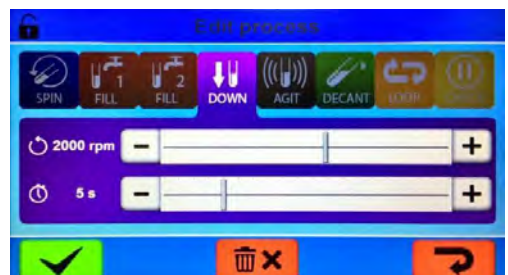 Edit process
1
2
SPIN FILL FILL DOWN AGIT DECANT LOOP
2000 rpm - +
5 s - +